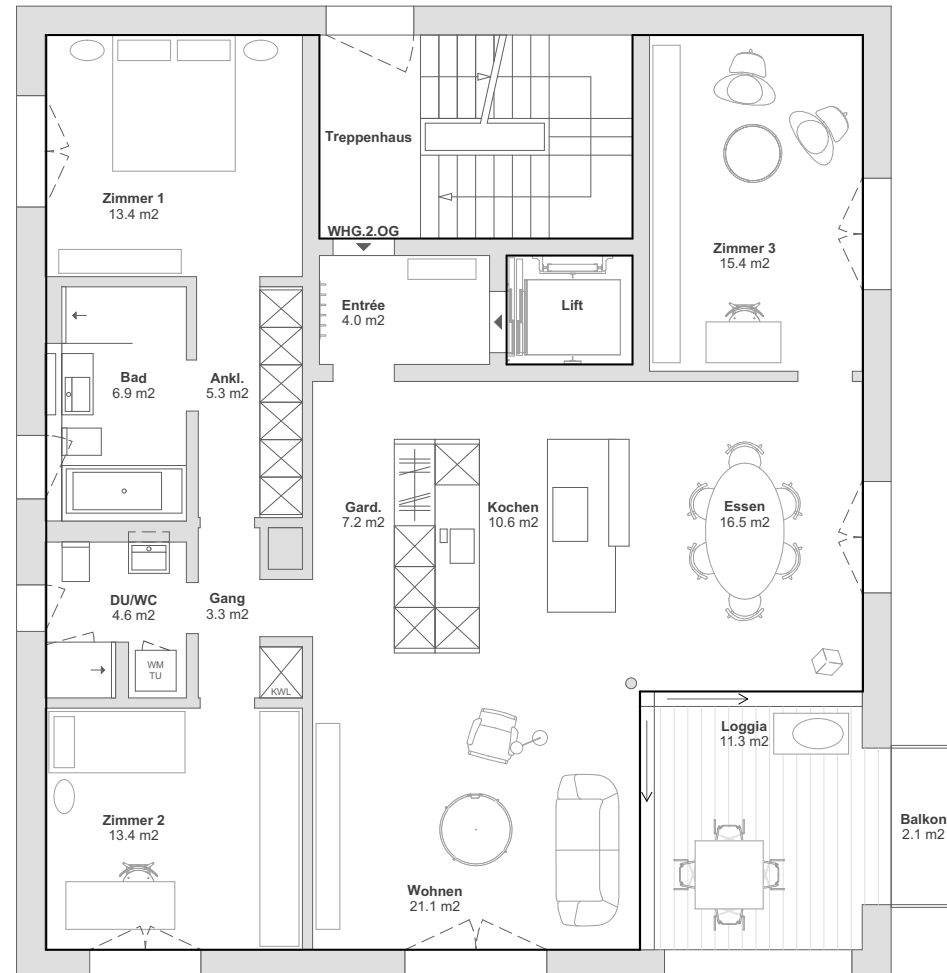 Treppenhaus
Zimmer 1
13.4 m2
WHG.2.OG
Zimmer 3
15.4 m2
Entrée
4.0 m2
Lift
Bad
6.9 m2
Ankl.
5.3 m2
Gard.
7.2 m2
Kochen
10.6 m2
Essen
16.5 m2
DU/WC
4.6 m2
Gang
3.3 m2
WM
TU
KWL
Loggia
11.3 m2
Zimmer 2
13.4 m2
Balkon
2.1 m2
Wohnen
21.1 m2